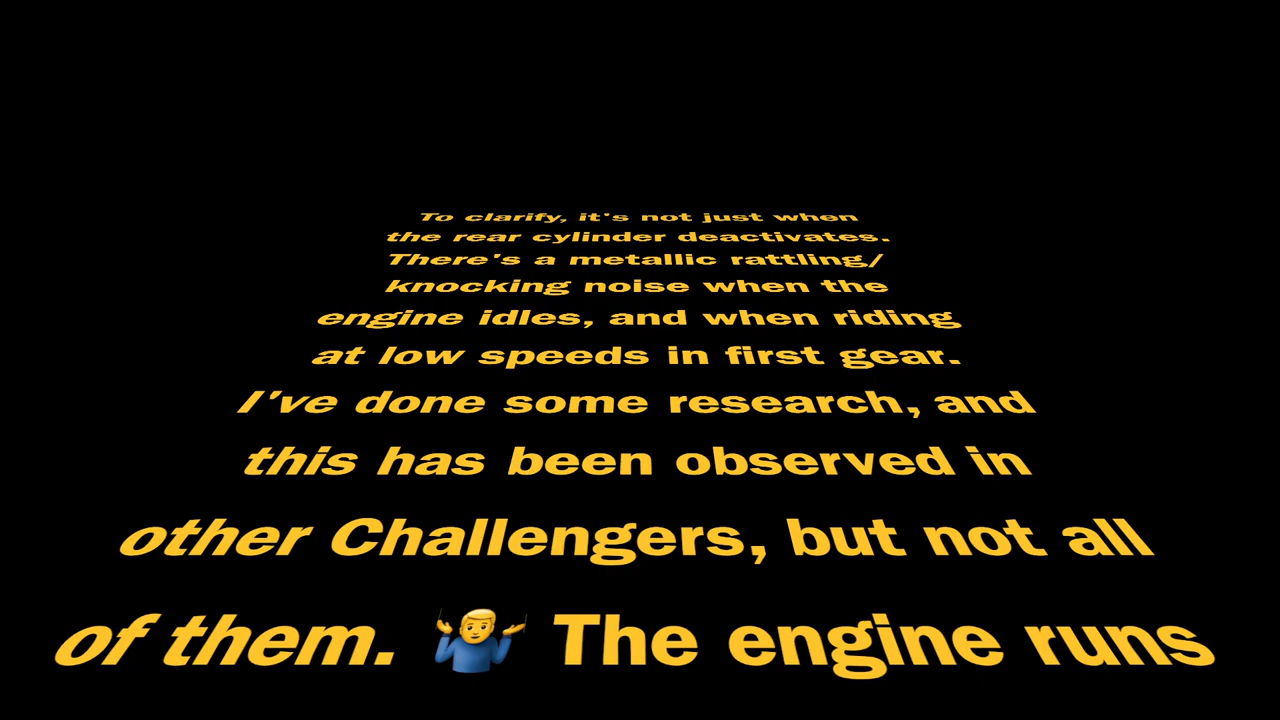 To clarify, it's not just when
the rear cylinder deactivates.
There's a metallic rattling/
knocking noise when the
engine idles, and when riding
at low speeds in first gear.
I've done some research, and
this has been observed in
other Challengers, but not all
of them. 🤷‍♂️ The engine runs